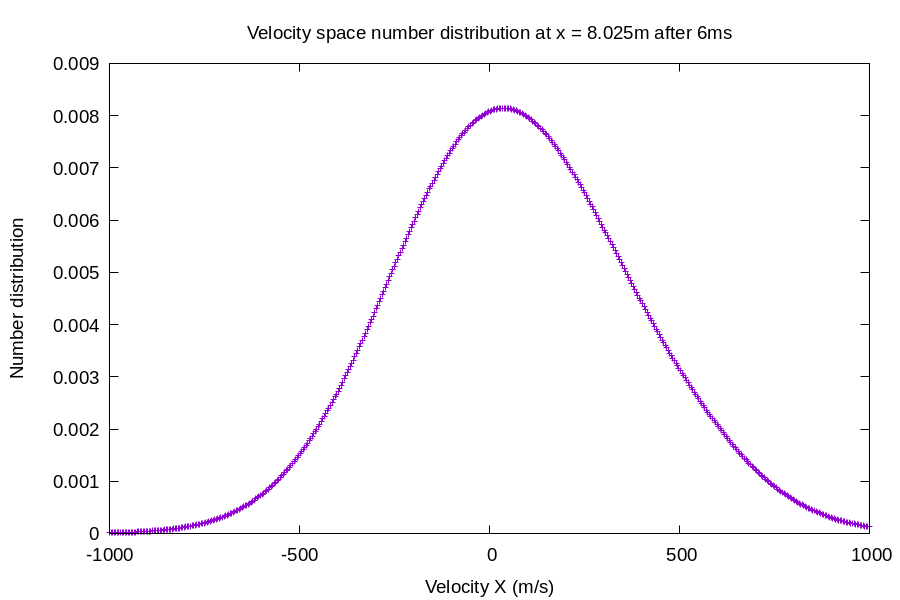 Velocity space number distribution at x = 8.025m after 6ms
0.009
0.008
0.007
0.006
0.005
0.004
0.003
0.002
0.001
0
Number distribution
-1000 -500 0 500 1000
Velocity X (m/s)